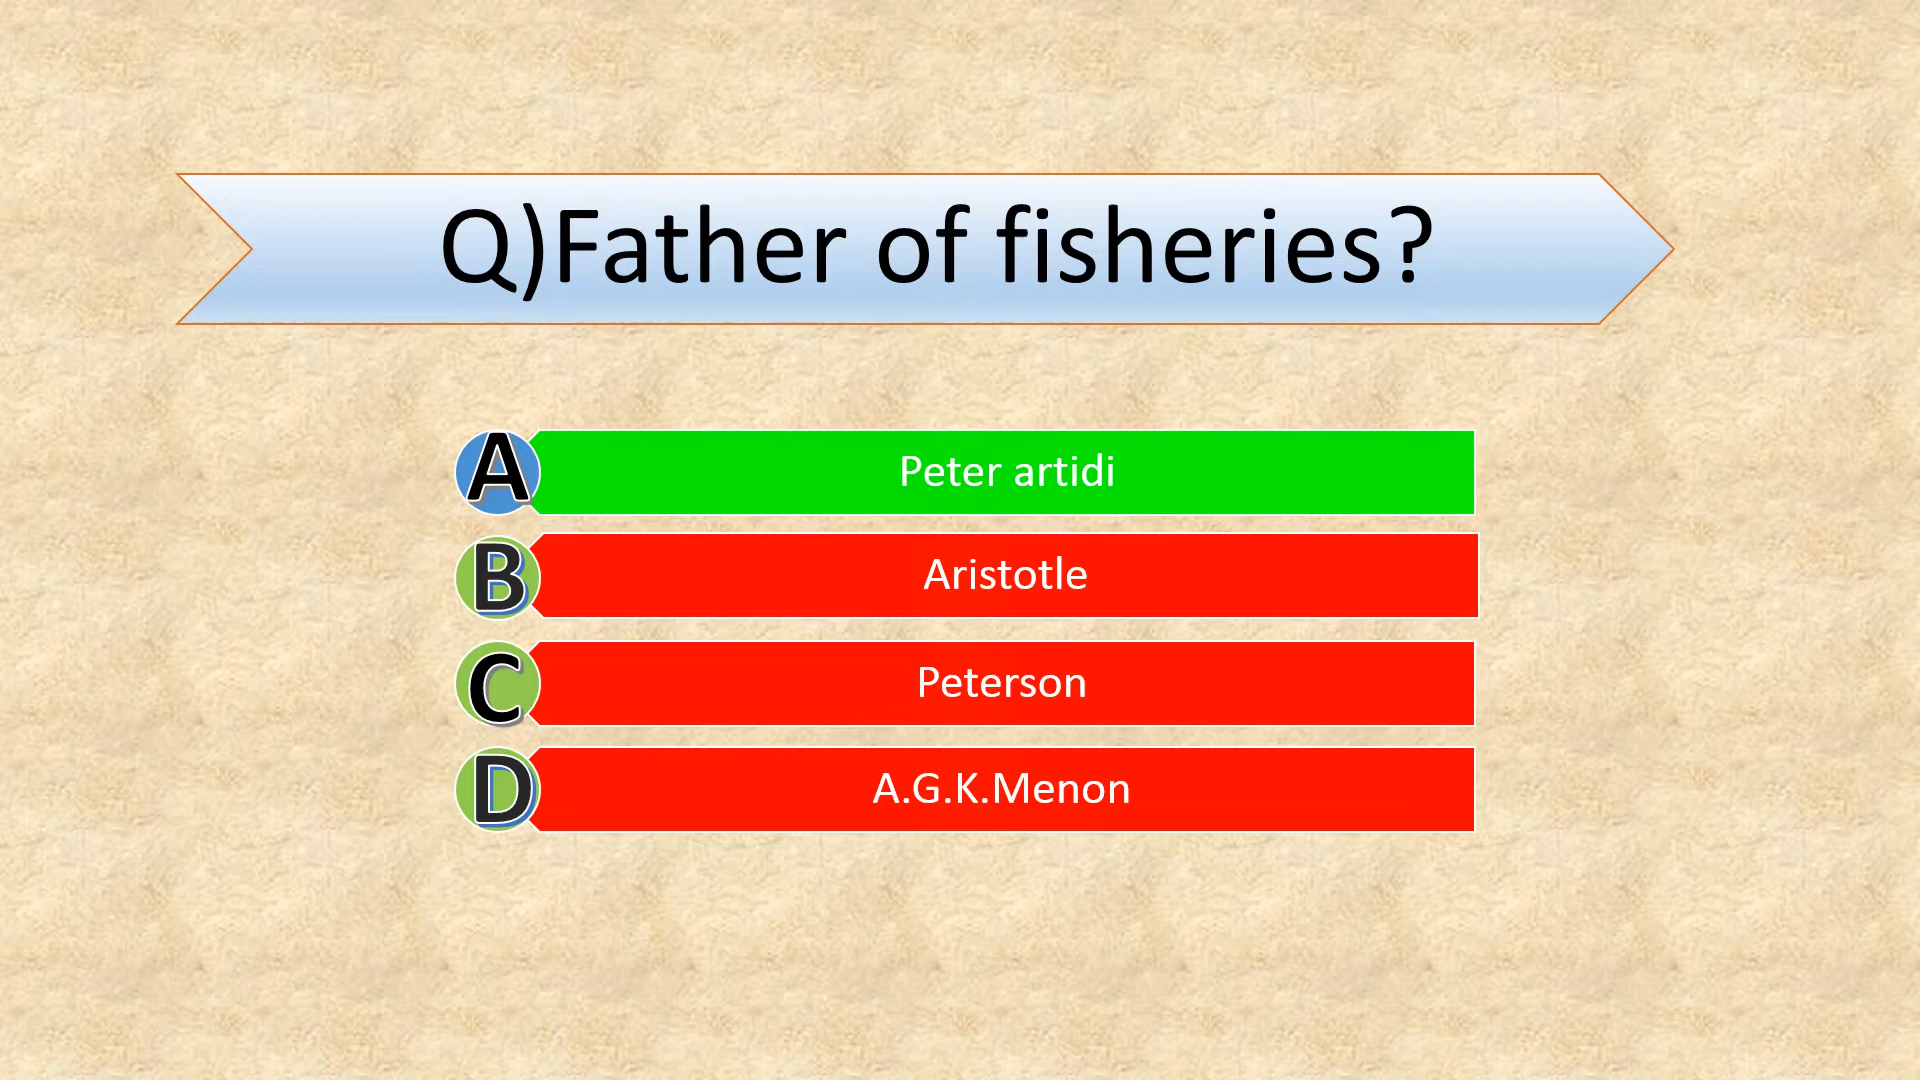 Q)Father of fisheries?
A Peter artidi
B Aristotle
C Peterson
D A.G.K.Menon